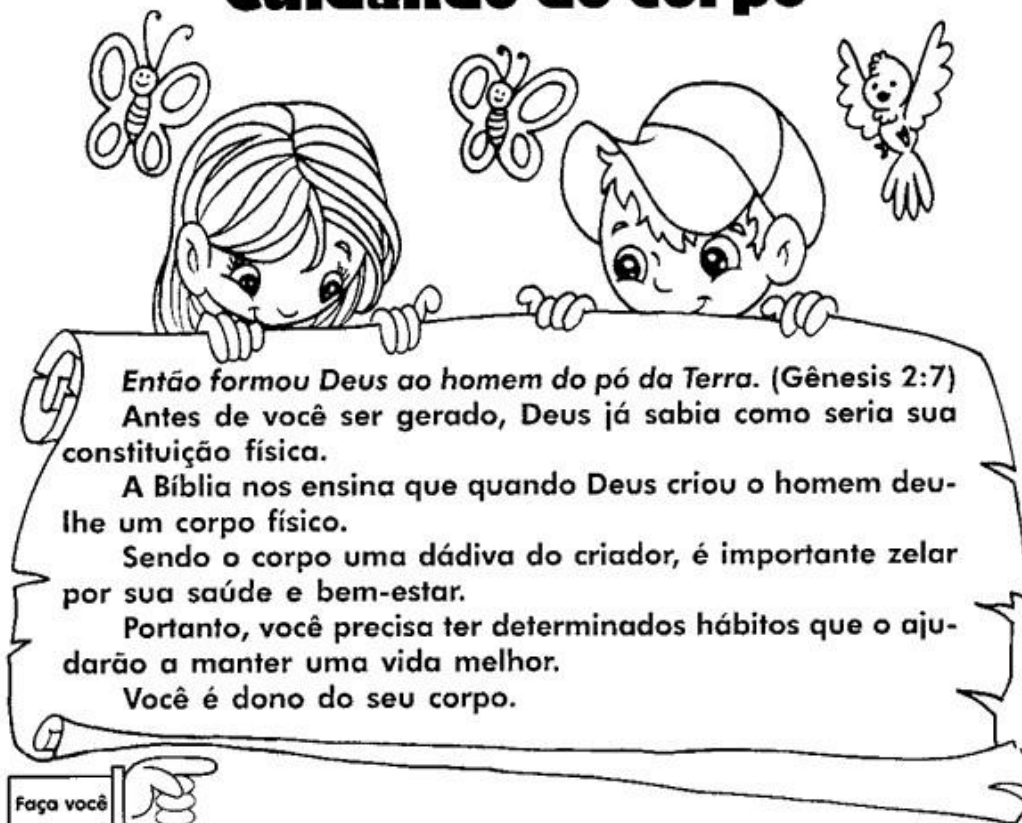 Cuidando do corpo
Então formou Deus ao homem do pó da Terra. (Gênesis 2:7)
Antes de você ser gerado, Deus já sabia como seria sua
constituição física.
A Bíblia nos ensina que quando Deus criou o homem deu-
lhe um corpo físico.
Sendo o corpo uma dádiva do criador, é importante zelar
por sua saúde e bem-estar.
Portanto, você precisa ter determinados hábitos que o aju-
darão a manter uma vida melhor.
Você é dono do seu corpo.
Faça você